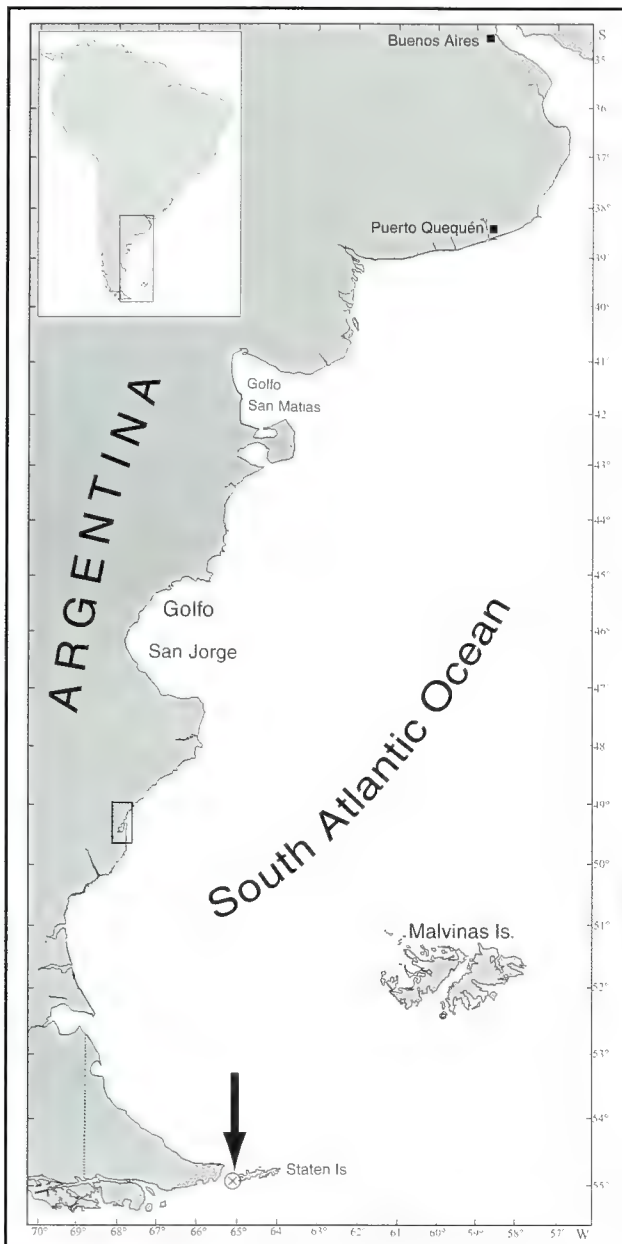 S
Buenos Aires
35°
36°
37°
Puerto Quequén
38°
39°
40°
41°
Golfo
San Matias
42°
43°
44°
45°
Golfo
San Jorge
46°
47°
48°
49°
50°
51°
52°
53°
54°
55°
ARGENTINA
South Atlantic Ocean
Malvinas Is.
Staten Is
70° 69° 68° 67° 66° 65° 64 63° 62° 61° 60° 59° 58° 57° W